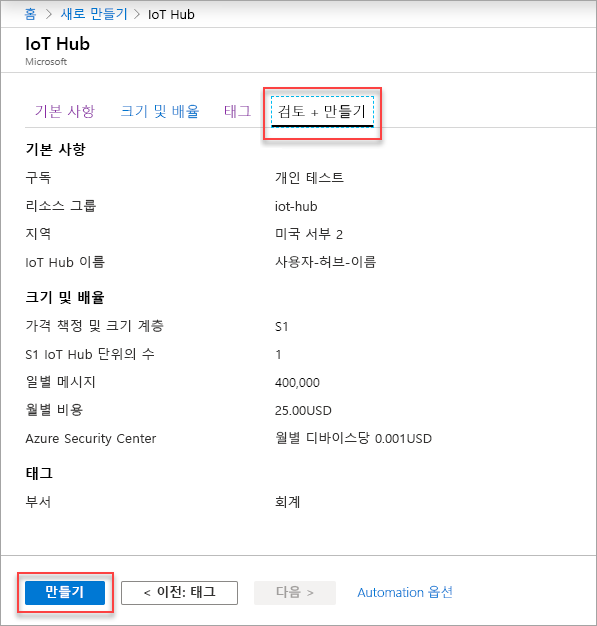 홈 > 새로 만들기 > IoT Hub
IoT Hub
Microsoft
기본 사항 크기 및 배율 태그 검토 + 만들기
기본 사항
구독 개인 테스트
리소스 그룹 iot-hub
지역 미국 서부 2
IoT Hub 이름 사용자-허브-이름
크기 및 배율
가격 책정 및 크기 계층 S1
S1 IoT Hub 단위의 수 1
일별 메시지 400,000
월별 비용 25.00USD
Azure Security Center 월별 디바이스당 0.001USD
태그
부서 회계
만들기 < 이전: 태그 다음 > Automation 옵션